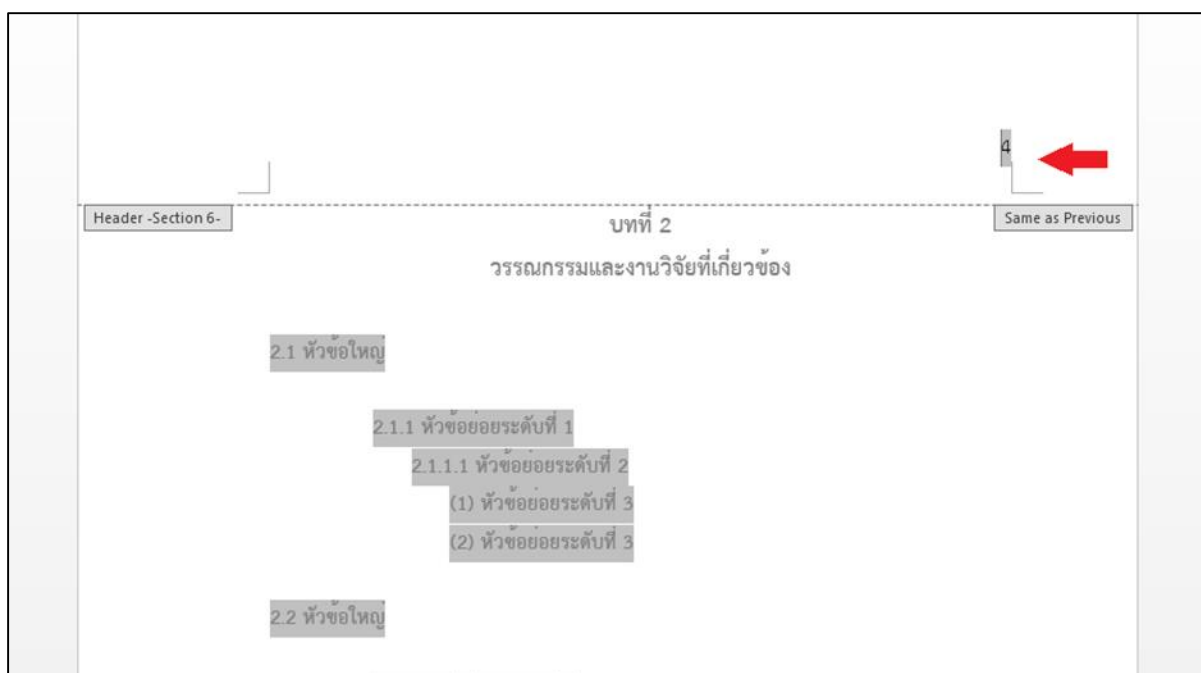 4
Header -Section 6-
Same as Previous
บทที่ 2
วรรณกรรมและงานวิจัยที่เกี่ยวข้อง
2.1 หัวข้อใหญ่
2.1.1 หัวข้อย่อยระดับที่ 1
2.1.1.1 หัวข้อย่อยระดับที่ 2
(1) หัวข้อย่อยระดับที่ 3
(2) หัวข้อย่อยระดับที่ 3
2.2 หัวข้อใหญ่